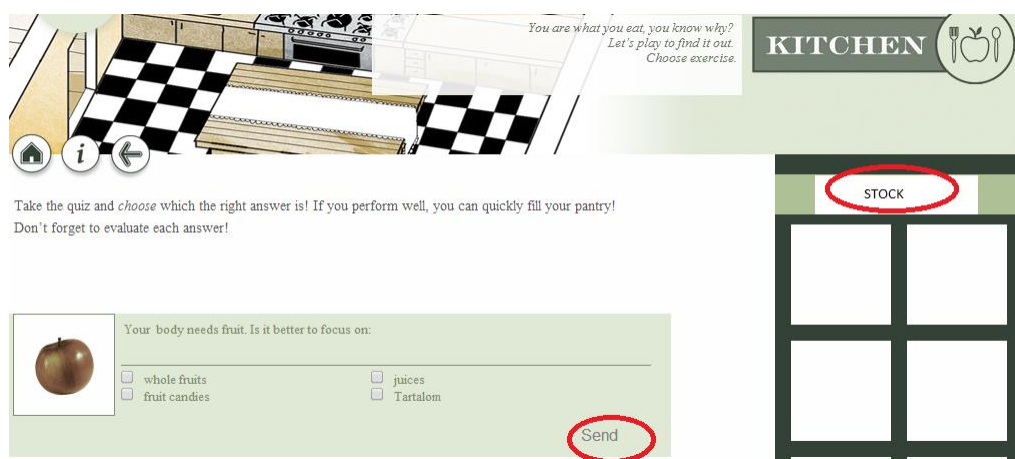 You are what you eat, you know why?
Let's play to find it out.
Choose exercise.
KITCHEN
i
STOCK
Take the quiz and choose which the right answer is! If you perform well, you can quickly fill your pantry!
Don't forget to evaluate each answer!
Your body needs fruit. Is it better to focus on:
whole fruits
juices
fruit candies
Tartalom
Send